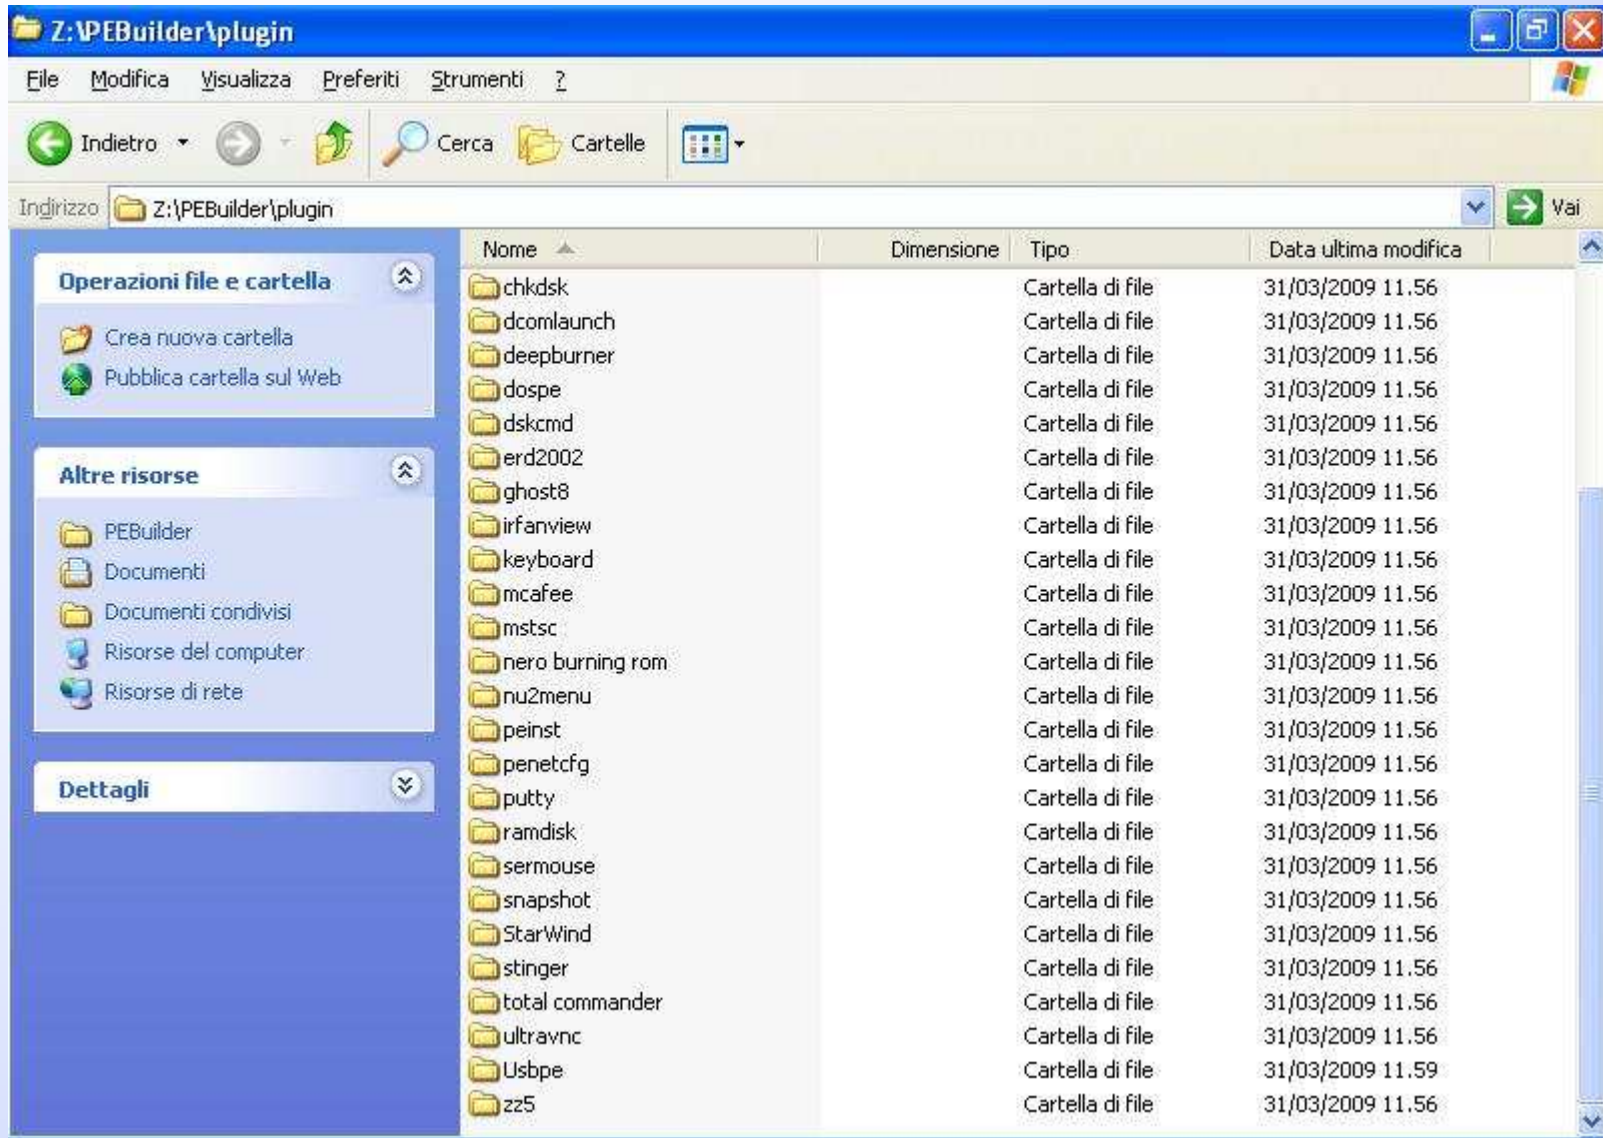 Z:\PEBuilder\plugin
File Modifica Visualizza Preferiti Strumenti ?
Indietro Cerca Cartelle
Indirizzo Z:\PEBuilder\plugin Vai
Operazioni file e cartella
Crea nuova cartella
Pubblica cartella sul Web
Altre risorse
PEBuilder
Documenti
Documenti condivisi
Risorse del computer
Risorse di rete
Dettagli
Nome Dimensione Tipo Data ultima modifica
chkdsk Cartella di file 31/03/2009 11.56
dcomlaunch Cartella di file 31/03/2009 11.56
deepburner Cartella di file 31/03/2009 11.56
dospe Cartella di file 31/03/2009 11.56
dskcmd Cartella di file 31/03/2009 11.56
erd2002 Cartella di file 31/03/2009 11.56
ghost8 Cartella di file 31/03/2009 11.56
irfanview Cartella di file 31/03/2009 11.56
keyboard Cartella di file 31/03/2009 11.56
mcafee Cartella di file 31/03/2009 11.56
mstsc Cartella di file 31/03/2009 11.56
nero burning rom Cartella di file 31/03/2009 11.56
nu2menu Cartella di file 31/03/2009 11.56
peinst Cartella di file 31/03/2009 11.56
penetcfg Cartella di file 31/03/2009 11.56
putty Cartella di file 31/03/2009 11.56
ramdisk Cartella di file 31/03/2009 11.56
sermouse Cartella di file 31/03/2009 11.56
snapshot Cartella di file 31/03/2009 11.56
StarWind Cartella di file 31/03/2009 11.56
stinger Cartella di file 31/03/2009 11.56
total commander Cartella di file 31/03/2009 11.56
ultravnc Cartella di file 31/03/2009 11.56
Usbpe Cartella di file 31/03/2009 11.59
zz5 Cartella di file 31/03/2009 11.56